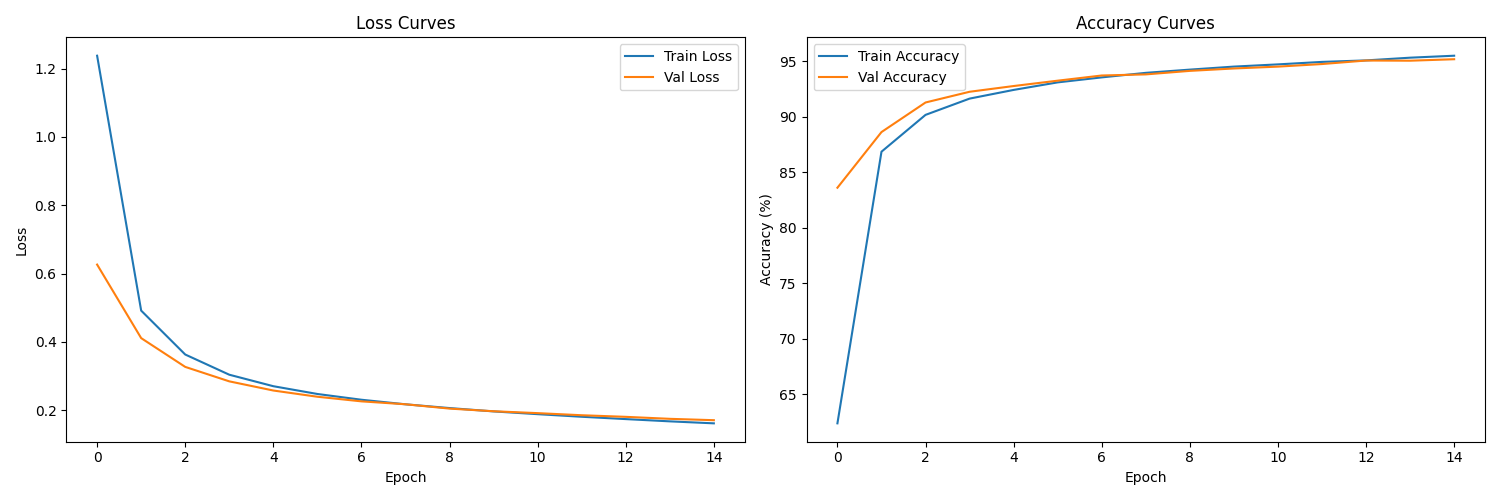 Loss Curves
Train Loss
Val Loss
1.2
1.0
0.8
0.6
0.4
0.2
Loss
0 2 4 6 8 10 12 14
Epoch
Accuracy Curves
Train Accuracy
Val Accuracy
95
90
85
80
75
70
65
Accuracy (%)
0 2 4 6 8 10 12 14
Epoch